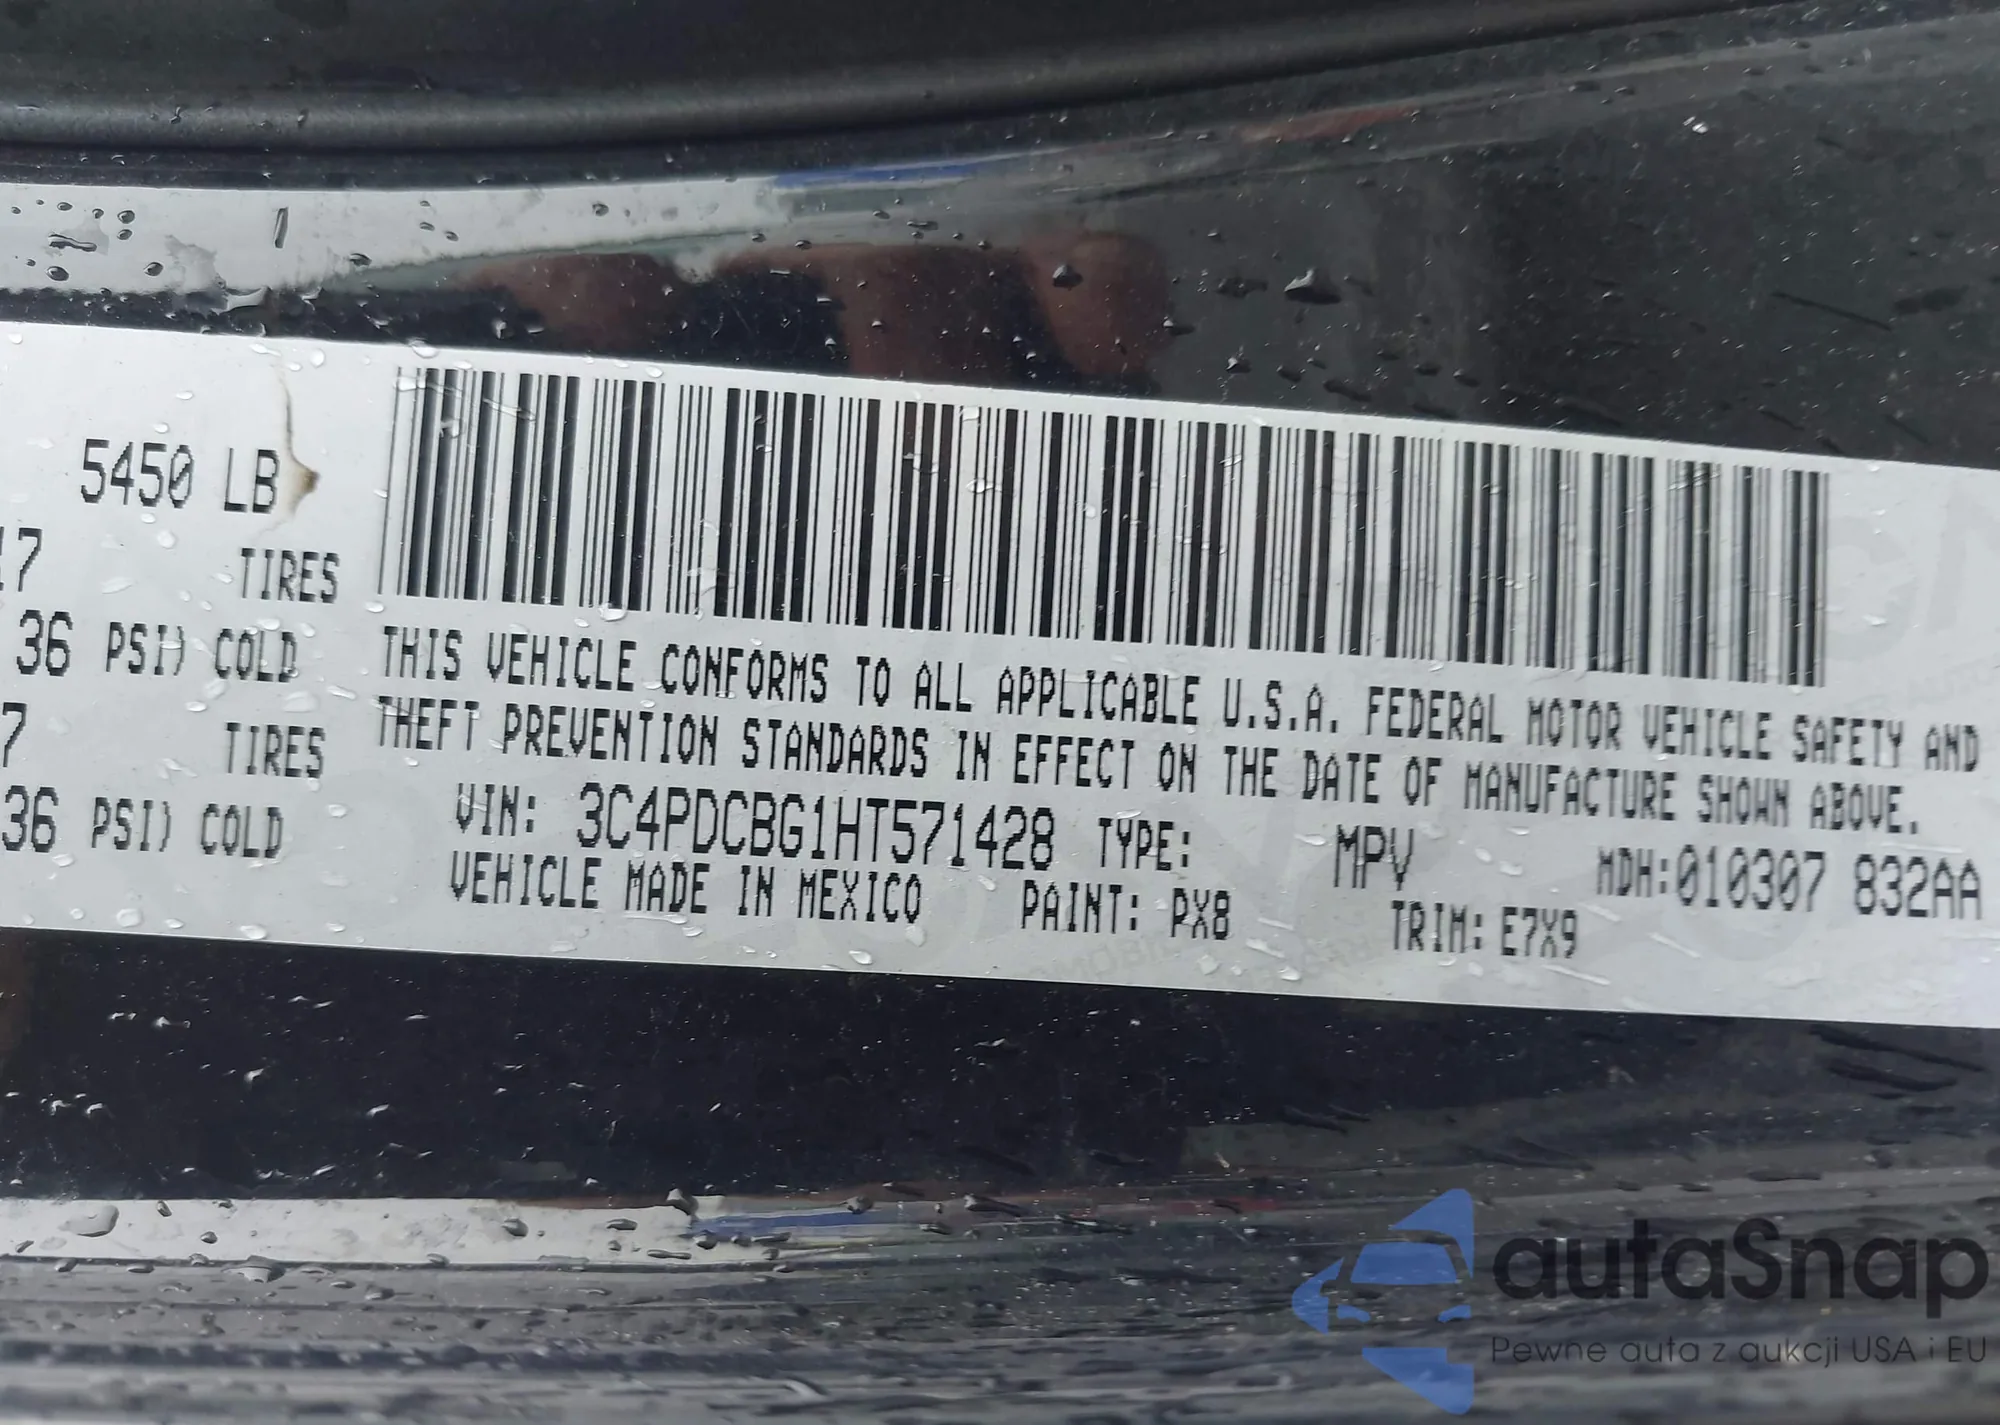 5450 LB
17 TIRES
36 PSI) COLD
7 TIRES
36 PSI) COLD
THIS VEHICLE CONFORMS TO ALL APPLICABLE U.S.A. FEDERAL MOTOR VEHICLE SAFETY AND
THEFT PREVENTION STANDARDS IN EFFECT ON THE DATE OF MANUFACTURE SHOWN ABOVE.
VIN: 3C4PDCBG1HT571428 TYPE: MPV MDH:010307 832AA
VEHICLE MADE IN MEXICO PAINT: PX8 TRIM: E7X9
autaSnap
Pewne auta z aukcji USA i EU